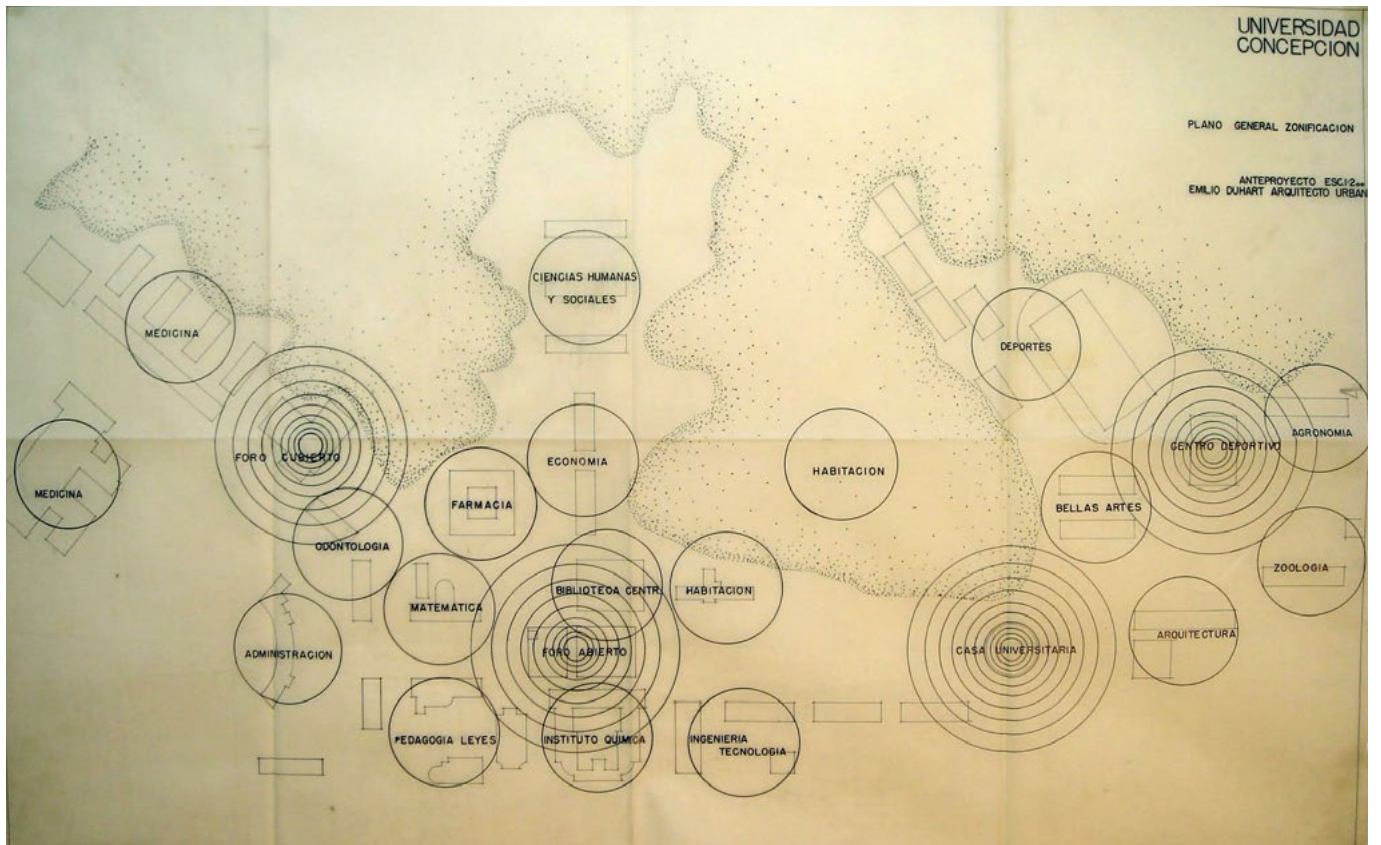 UNIVERSIDAD
CONCEPCION
PLANO GENERAL ZONIFICACION
ANTEPROYECTO
EMILIO DUHART ARQUITECTO URBAN
CIENCIAS HUMANAS
Y SOCIALES
MEDICINA
DEPORTES
AGRONOMIA
CENTRO DEPORTIVO
FORO CUBIERTO
ECONOMIA
HABITACION
MEDICINA
FARMACIA
BELLAS ARTES
ODONTOLOGIA
ZOOLOGIA
BIBLIOTECA CENTR.
HABITACION
MATEMATICA
ARQUITECTURA
ADMINISTRACION
FORO ABIERTO
CASA UNIVERSITARIA
PEDAGOGIA LEYES
INSTITUTO QUIMICA
INGENIERIA
TECNOLOGIA